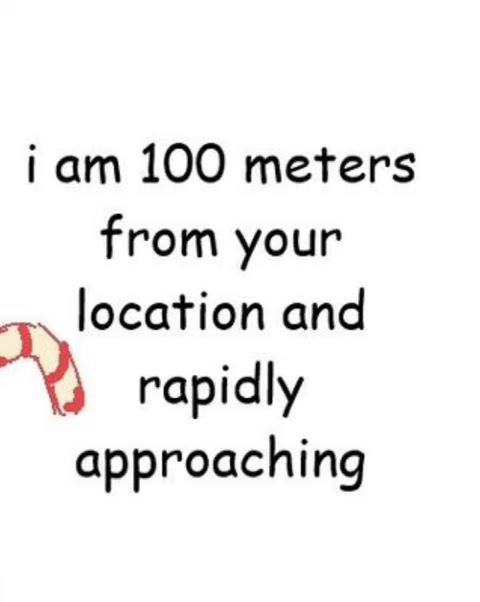 i am 100 meters
from your
location and
rapidly
approaching